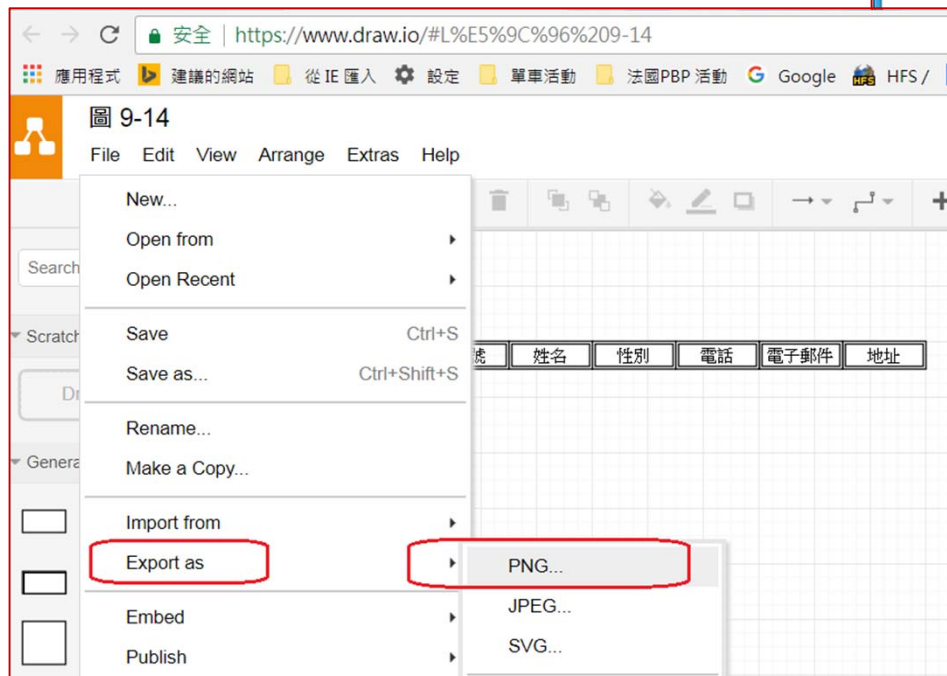 安全 | https://www.draw.io/#L%E5%9C%96%209-14
應用程式 建議的網站 從 IE 匯入 設定 單車活動 法國PBP 活動 Google HFS /
圖 9-14
File Edit View Arrange Extras Help
New...
Open from
Search
Open Recent
Scratch
Save Ctrl+S
姓名 性別 電話 電子郵件 地址
Save as... Ctrl+Shift+S
Rename...
Genera
Make a Copy...
Import from
Export as
PNG...
JPEG...
Embed
SVG...
Publish